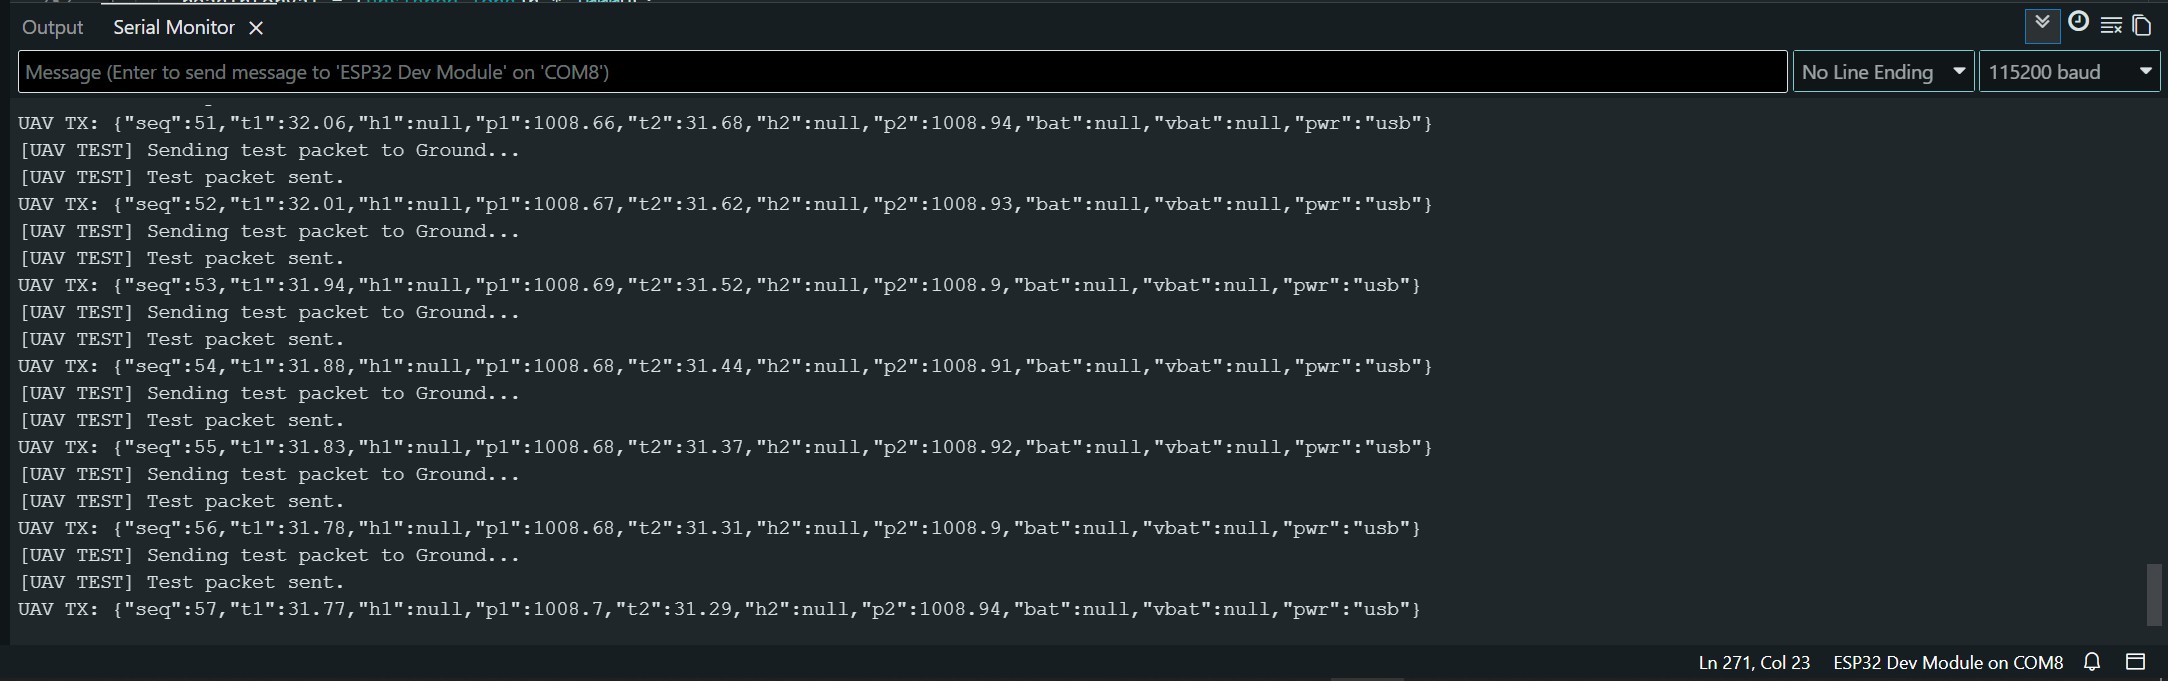 Output
Serial Monitor
Message (Enter to send message to 'ESP32 Dev Module' on 'COM8')
No Line Ending
115200 baud
UAV TX: {"seq":51,"t1":32.06,"h1":null,"p1":1008.66,"t2":31.68,"h2":null,"p2":1008.94,"bat":null,"vbat":null,"pwr":"usb"}
[UAV TEST] Sending test packet to Ground...
[UAV TEST] Test packet sent.
UAV TX: {"seq":52,"t1":32.01,"h1":null,"p1":1008.67,"t2":31.62,"h2":null,"p2":1008.93,"bat":null,"vbat":null,"pwr":"usb"}
[UAV TEST] Sending test packet to Ground...
[UAV TEST] Test packet sent.
UAV TX: {"seq":53,"t1":31.94,"h1":null,"p1":1008.69,"t2":31.52,"h2":null,"p2":1008.9,"bat":null,"vbat":null,"pwr":"usb"}
[UAV TEST] Sending test packet to Ground...
[UAV TEST] Test packet sent.
UAV TX: {"seq":54,"t1":31.88,"h1":null,"p1":1008.68,"t2":31.44,"h2":null,"p2":1008.91,"bat":null,"vbat":null,"pwr":"usb"}
[UAV TEST] Sending test packet to Ground...
[UAV TEST] Test packet sent.
UAV TX: {"seq":55,"t1":31.83,"h1":null,"p1":1008.68,"t2":31.37,"h2":null,"p2":1008.92,"bat":null,"vbat":null,"pwr":"usb"}
[UAV TEST] Sending test packet to Ground...
[UAV TEST] Test packet sent.
UAV TX: {"seq":56,"t1":31.78,"h1":null,"p1":1008.68,"t2":31.31,"h2":null,"p2":1008.9,"bat":null,"vbat":null,"pwr":"usb"}
[UAV TEST] Sending test packet to Ground...
[UAV TEST] Test packet sent.
UAV TX: {"seq":57,"t1":31.77,"h1":null,"p1":1008.7,"t2":31.29,"h2":null,"p2":1008.94,"bat":null,"vbat":null,"pwr":"usb"}
Ln 271, Col 23
ESP32 Dev Module on COM8